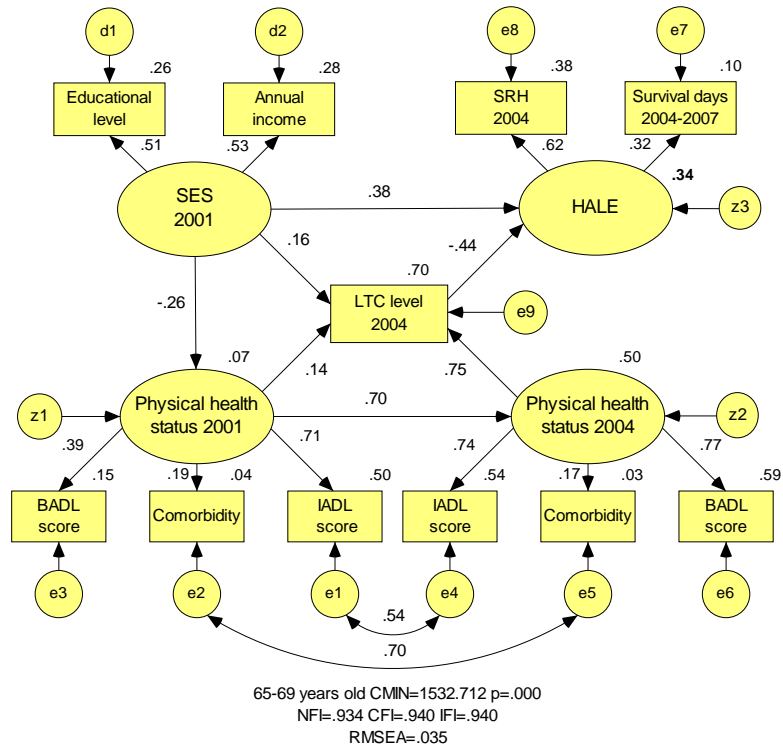 d1
d2
e8
e7
.26
.28
.38
.10
Educational
level
Annual
income
SRH
2004
Survival days
2004-2007
.51
.53
.62
.32
SES
2001
.38
HALE
.34
z3
.16
-.44
.70
LTC level
2004
e9
-.26
.07
.14
.75
.50
z1
Physical health
status 2001
.70
Physical health
status 2004
z2
.39
.71
.74
.77
.15
.19
.04
.50
.54
.17
.03
.59
BADL
score
Comorbidity
IADL
score
IADL
score
Comorbidity
BADL
score
e3
e2
e1
e4
e5
e6
.54
.70
65-69 years old CMIN=1532.712 p=.000
NFI=.934 CFI=.940 IFI=.940
RMSEA=.035